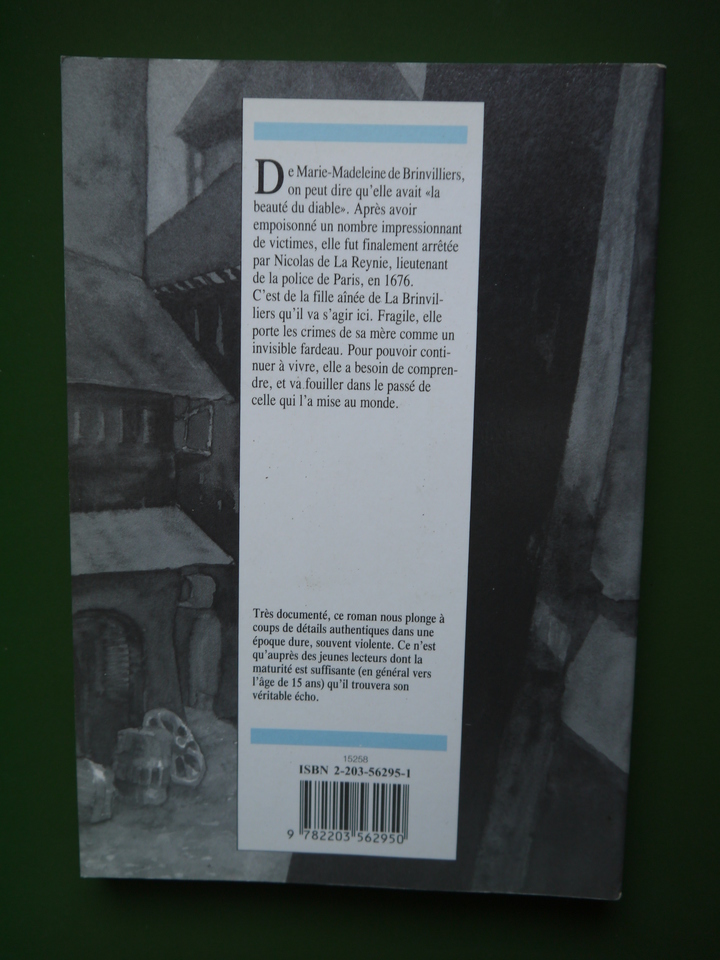 De Marie-Madeleine de Brinvilliers,
on peut dire qu'elle avait «la
beauté du diable». Après avoir
empoisonné un nombre impressionnant
de victimes, elle fut finalement arrêtée
par Nicolas de La Reynie, lieutenant
de la police de Paris, en 1676.
C'est de la fille aînée de La Brinvil-
liers qu'il va s'agir ici. Fragile, elle
porte les crimes de sa mère comme un
invisible fardeau. Pour pouvoir conti-
nuer à vivre, elle a besoin de compren-
dre, et va fouiller dans le passé de
celle qui l'a mise au monde.
Très documenté, ce roman nous plonge à
coups de détails authentiques dans une
époque dure, souvent violente. Ce n'est
qu'auprès des jeunes lecteurs dont la
maturité est suffisante (en général vers
l'âge de 15 ans) qu'il trouvera son
véritable écho.
15258
ISBN 2-203-56295-1
9 782203 562950